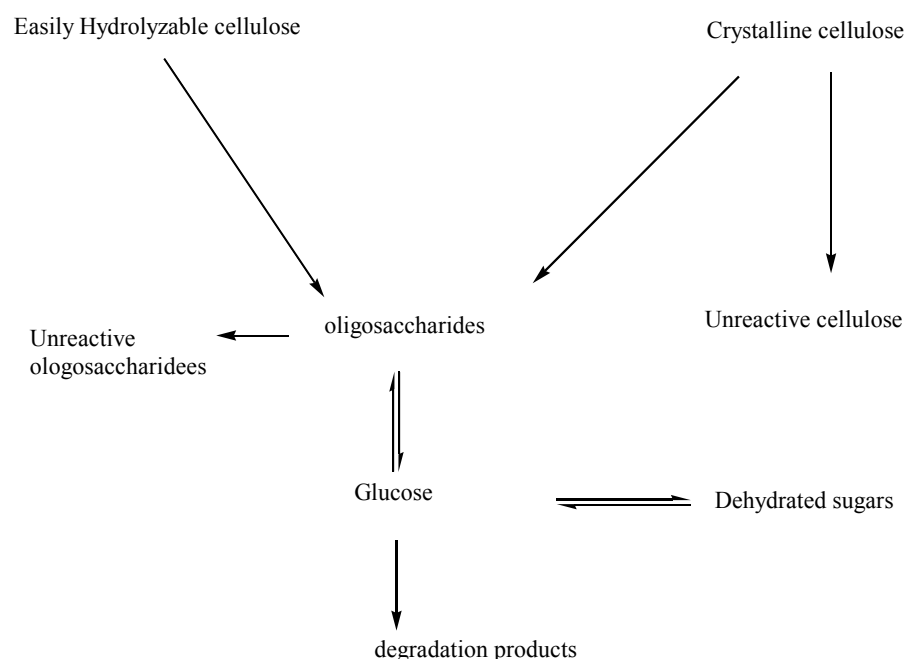 Easily Hydrolyzable cellulose
Crystalline cellulose
oligosaccharides
Unreactive cellulose
Unreactive
ologosaccharidees
Glucose
Dehydrated sugars
degradation products